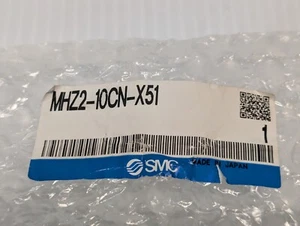 MHZ2-10CN-X51
1
SMC
MADE IN JAPAN